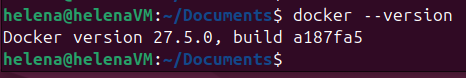 helena@helenaVM:~/Documents$ docker --version
Docker version 27.5.0, build a187fa5
helena@helenaVM:~/Documents$